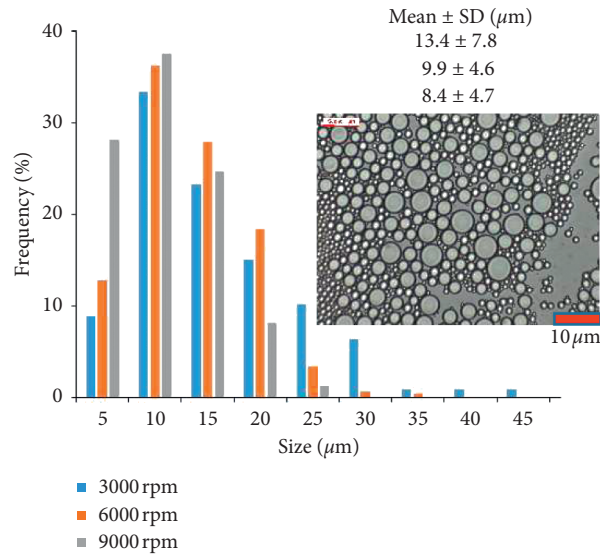 Mean ± SD (µm)
13.4 ± 7.8
9.9 ± 4.6
8.4 ± 4.7
40
30
20
10
0
Frequency (%)
10 µm
5 10 15 20 25 30 35 40 45
Size (µm)
3000 rpm
6000 rpm
9000 rpm